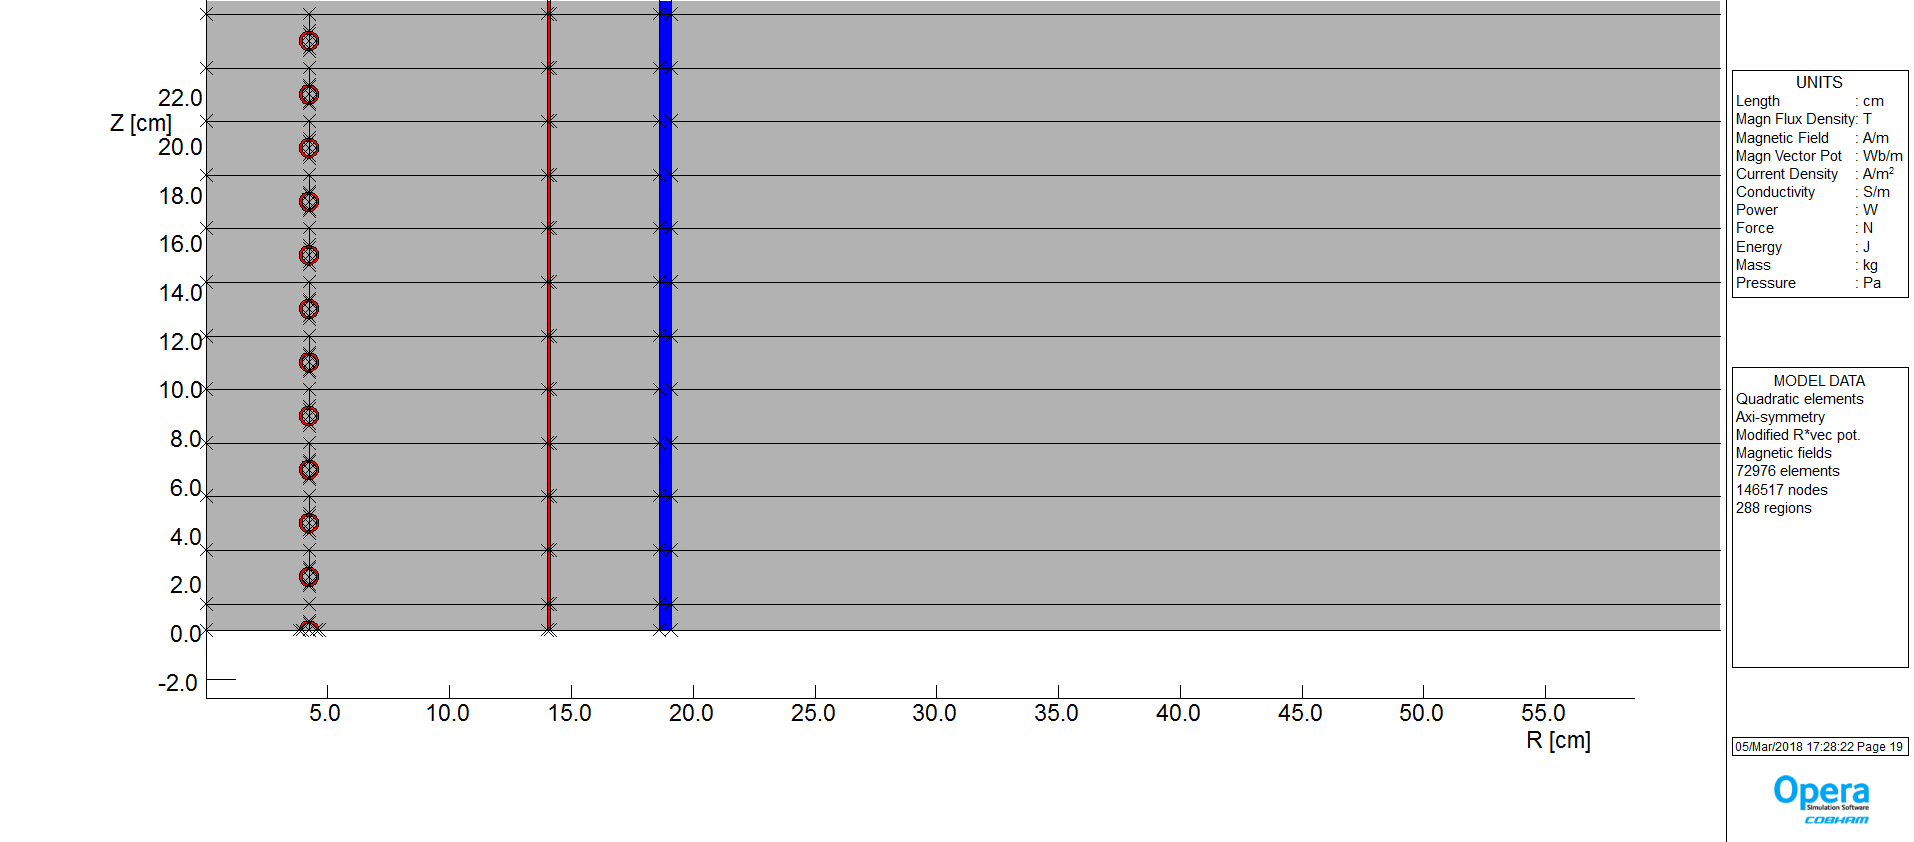 22.0
Z [cm]
20.0
18.0
16.0
14.0
12.0
10.0
8.0
6.0
4.0
2.0
0.0
-2.0
5.0 10.0 15.0 20.0 25.0 30.0 35.0 40.0 45.0 50.0 55.0
R [cm]
UNITS
Length : cm
Magn Flux Density: T
Magnetic Field : A/m
Magn Vector Pot : Wb/m
Current Density : A/m²
Conductivity : S/m
Power : W
Force : N
Energy : J
Mass : kg
Pressure : Pa
MODEL DATA
Quadratic elements
Axi-symmetry
Modified R*vec pot.
Magnetic fields
72976 elements
146517 nodes
288 regions
05/Mar/2018 17:28:22 Page 19
Opera
Simulation Software
COBHAM